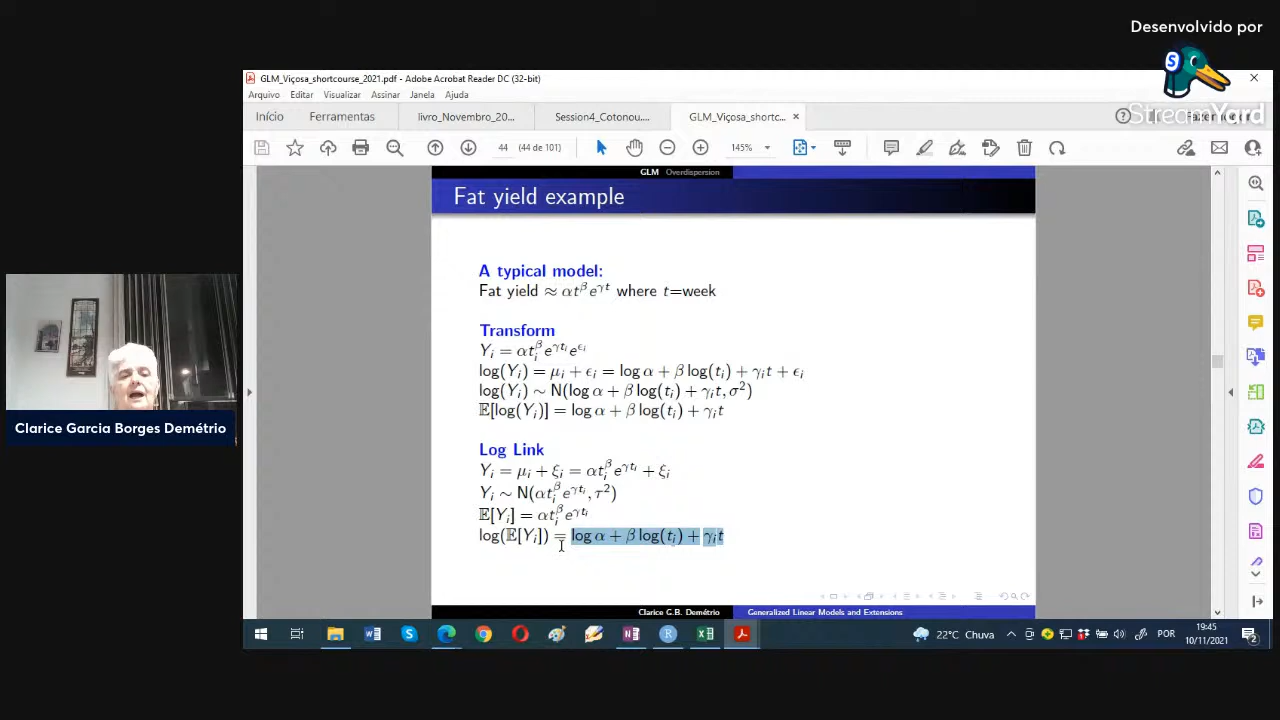 Desenvolvido por
StreamYard
GLM_Viçosa_shortcourse_2021.pdf - Adobe Acrobat Reader DC (32-bit)
Arquivo Editar Visualizar Assinar Janela Ajuda
Início Ferramentas livro_Novembro_20... Session4_Cotonou.... GLM_Viçosa_shortc... ×
44 (44 de 101) 145%
GLM Overdispersion
Fat yield example
A typical model:
Fat yield ≈ αt^β e^{γt} where t=week
Transform
Y_i = αt_i^β e^{γt_i} e^{ϵ_i}
log(Y_i) = μ_i + ϵ_i = log α + β log(t_i) + γ_i t + ϵ_i
log(Y_i) ∼ N(log α + β log(t_i) + γ_i t, σ²)
𝔼[log(Y_i)] = log α + β log(t_i) + γ_i t
Log Link
Y_i = μ_i + ξ_i = αt_i^β e^{γt_i} + ξ_i
Y_i ∼ N(αt_i^β e^{γt_i}, τ²)
𝔼[Y_i] = αt_i^β e^{γt_i}
log(𝔼[Y_i]) = log α + β log(t_i) + γ_i t
Clarice G.B. Demétrio Generalized Linear Models and Extensions
Clarice Garcia Borges Demétrio
22°C Chuva POR 19:45
10/11/2021
2